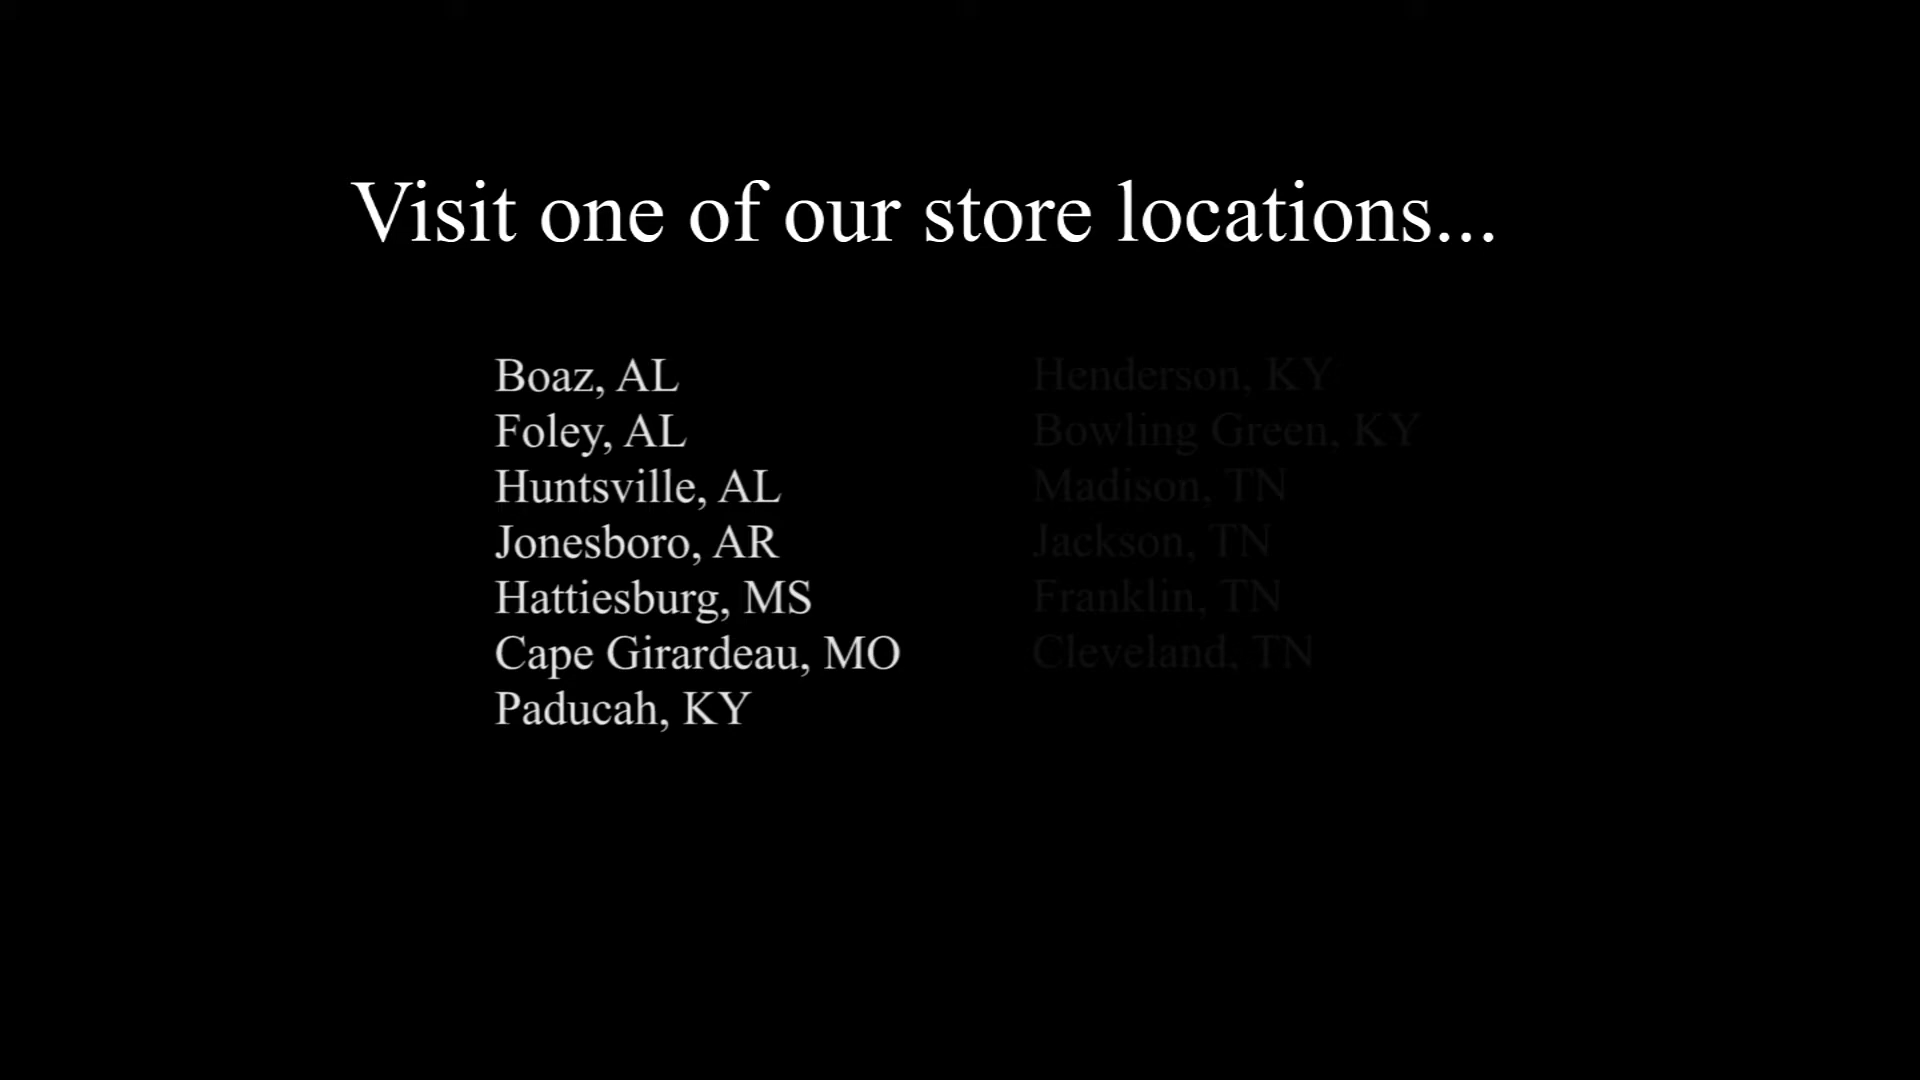 Visit one of our store locations...
Boaz, AL
Foley, AL
Huntsville, AL
Jonesboro, AR
Hattiesburg, MS
Cape Girardeau, MO
Paducah, KY
Henderson, KY
Bowling Green, KY
Madison, TN
Jackson, TN
Franklin, TN
Cleveland, TN